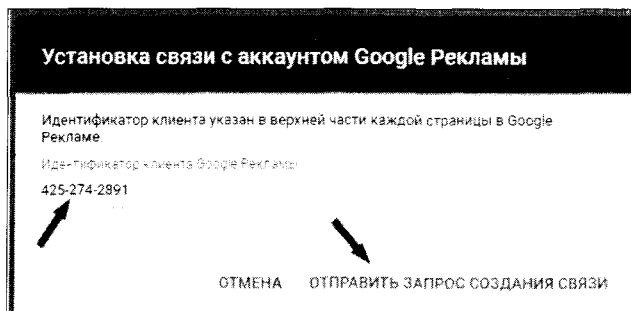 Установка связи с аккаунтом Google Рекламы
Идентификатор клиента указан в верхней части каждой страницы в Google
Рекламе.
Идентификатор клиента Google Рекламы
425-274-2891
ОТМЕНА ОТПРАВИТЬ ЗАПРОС СОЗДАНИЯ СВЯЗИ